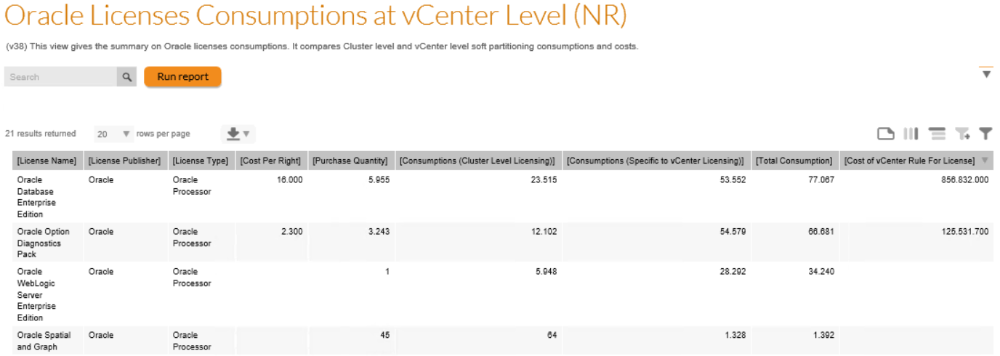 Oracle Licenses Consumptions at vCenter Level (NR)
(v38) This view gives the summary on Oracle licenses consumptions. It compares Cluster level and vCenter level soft partitioning consumptions and costs.
Search Run report
21 results returned 20 rows per page
[License Name] [License Publisher] [License Type] [Cost Per Right] [Purchase Quantity] [Consumptions (Cluster Level Licensing)] [Consumptions (Specific to vCenter Licensing)] [Total Consumption] [Cost of vCenter Rule For License]
Oracle Oracle Oracle 16.000 5.955 23.515 53.552 77.067 856.832.000
Database Processor
Enterprise
Edition
Oracle Option Oracle Oracle 2.300 3.243 12.102 54.579 66.681 125.531.700
Diagnostics Processor
Pack
Oracle Oracle Oracle 1 5.948 28.292 34.240
WebLogic Processor
Server
Enterprise
Edition
Oracle Spatial Oracle Oracle 45 64 1.328 1.392
and Graph Processor